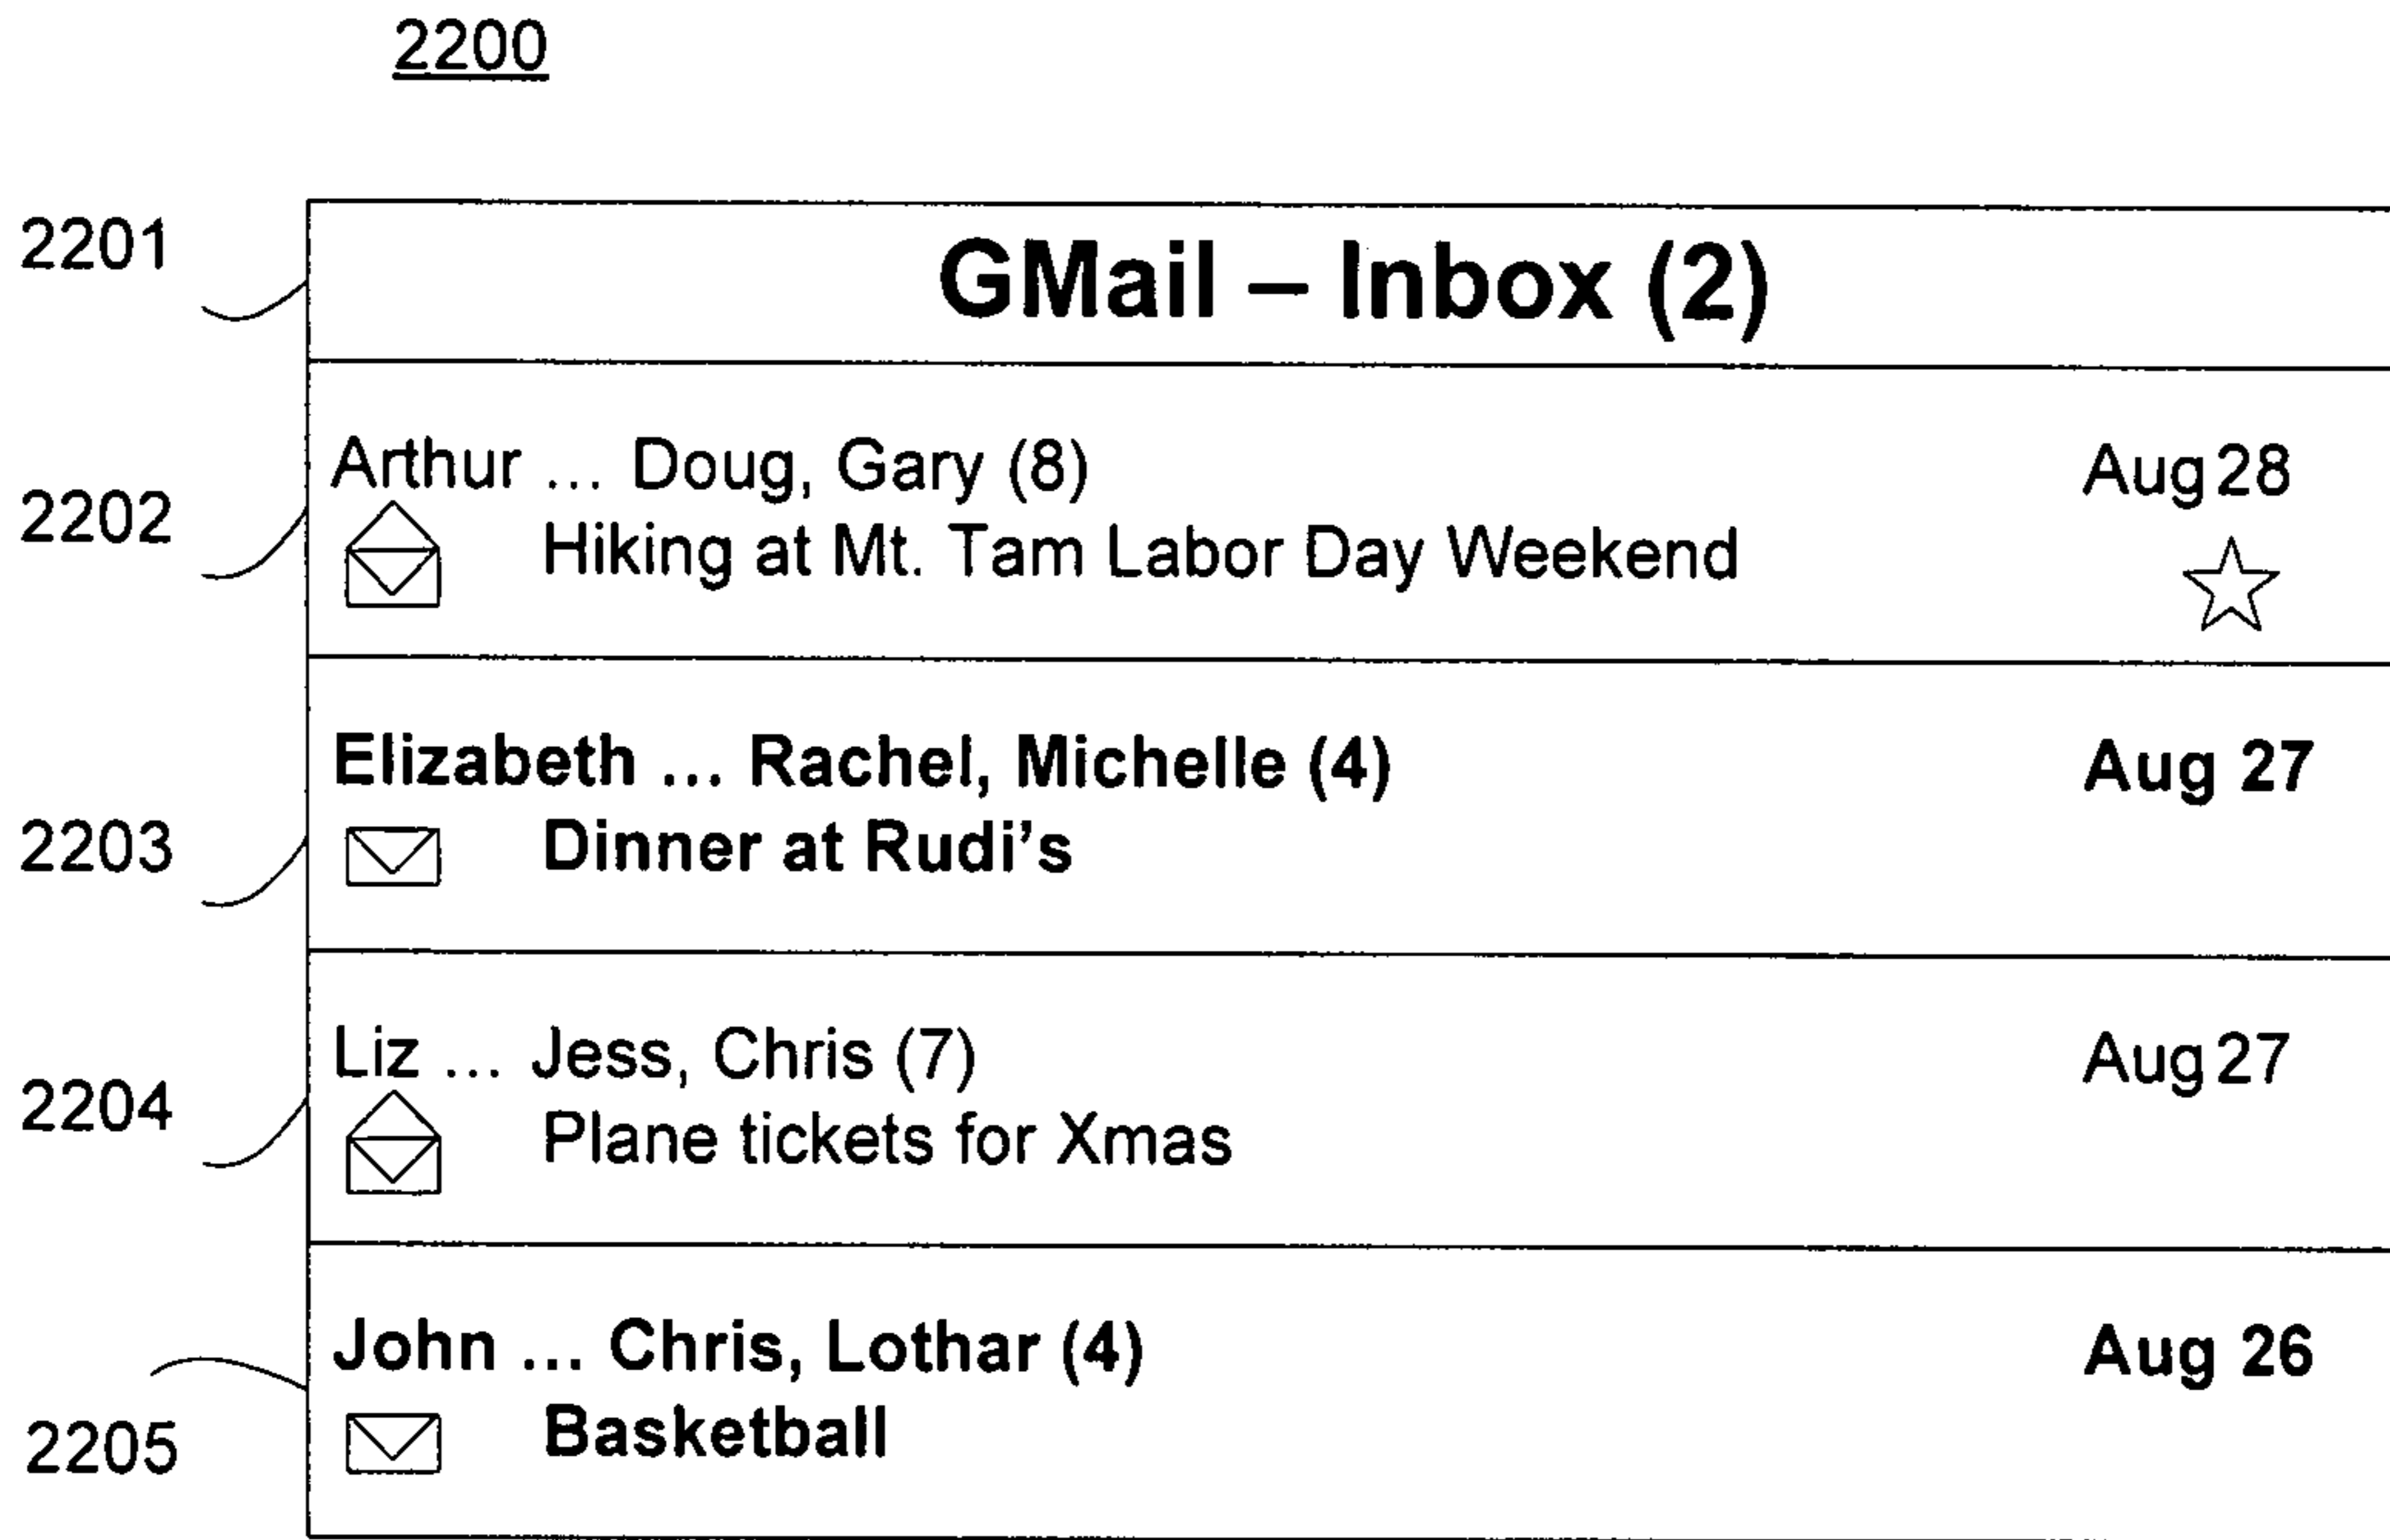 2200
2201
GMail – Inbox (2)
2202
Arthur ... Doug, Gary (8) Aug 28
Hiking at Mt. Tam Labor Day Weekend
2203
Elizabeth ... Rachel, Michelle (4) Aug 27
Dinner at Rudi's
2204
Liz ... Jess, Chris (7) Aug 27
Plane tickets for Xmas
2205
John ... Chris, Lothar (4) Aug 26
Basketball